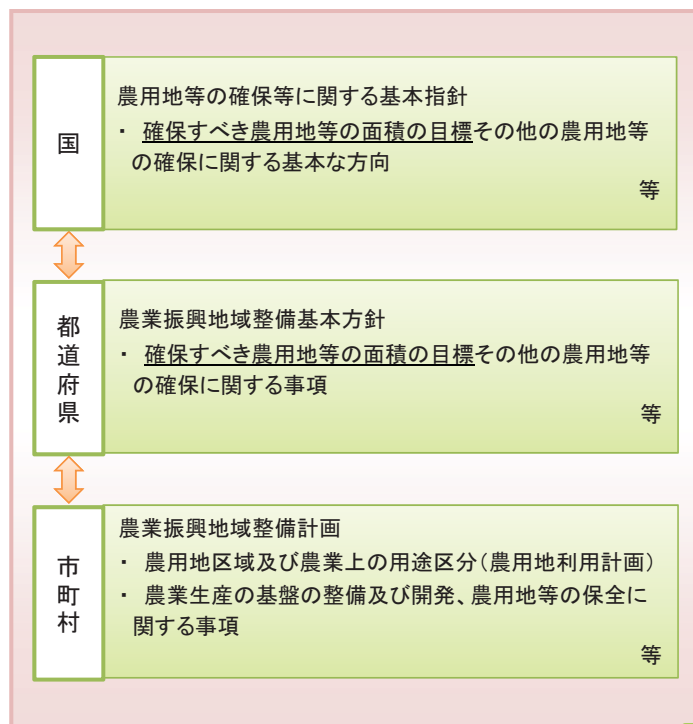 国
農用地等の確保等に関する基本指針
・ 確保すべき農用地等の面積の目標その他の農用地等
の確保に関する基本な方向
等
都道府県
農業振興地域整備基本方針
・ 確保すべき農用地等の面積の目標その他の農用地等
の確保に関する事項
等
市町村
農業振興地域整備計画
・ 農用地区域及び農業上の用途区分(農用地利用計画)
・ 農業生産の基盤の整備及び開発、農用地等の保全に
関する事項
等